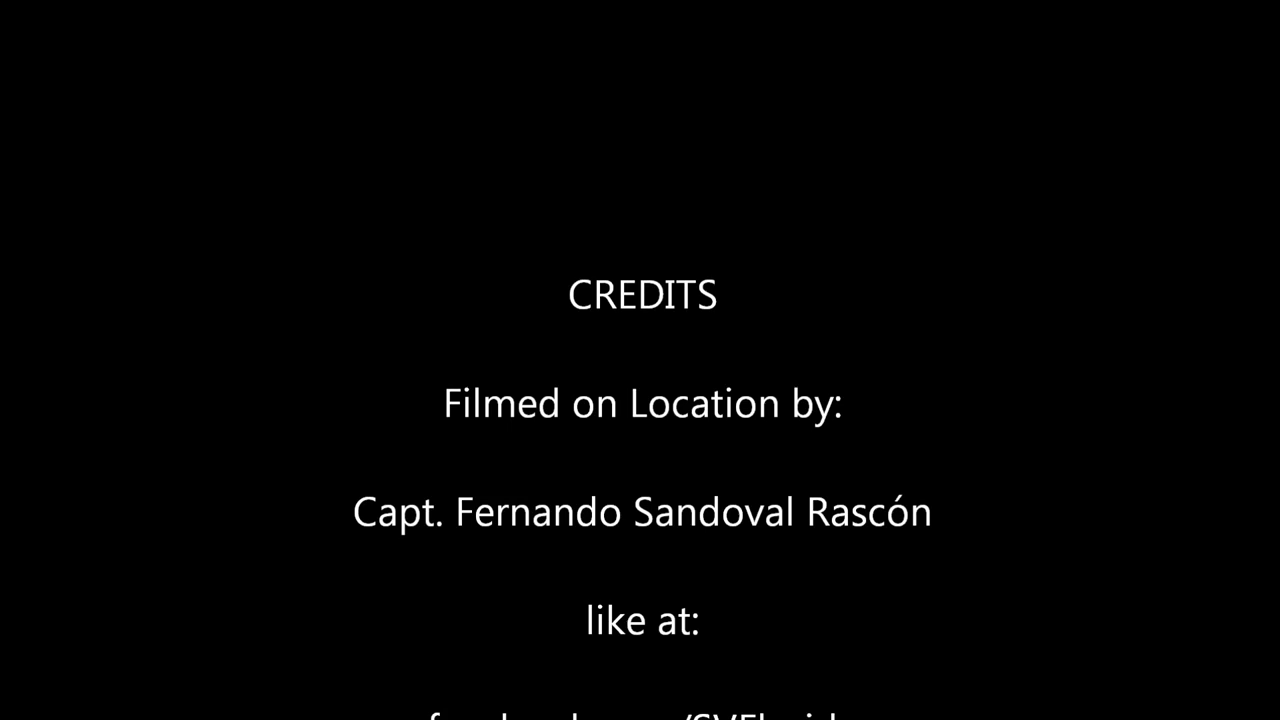 CREDITS
Filmed on Location by:
Capt. Fernando Sandoval Rascón
like at: